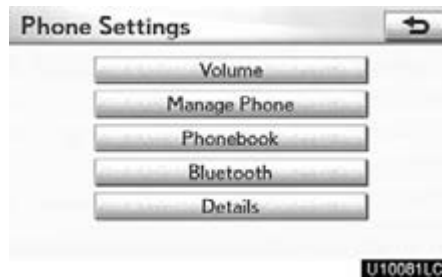 Phone Settings
Volume
Manage Phone
Phonebook
Bluetooth
Details
U10081LC